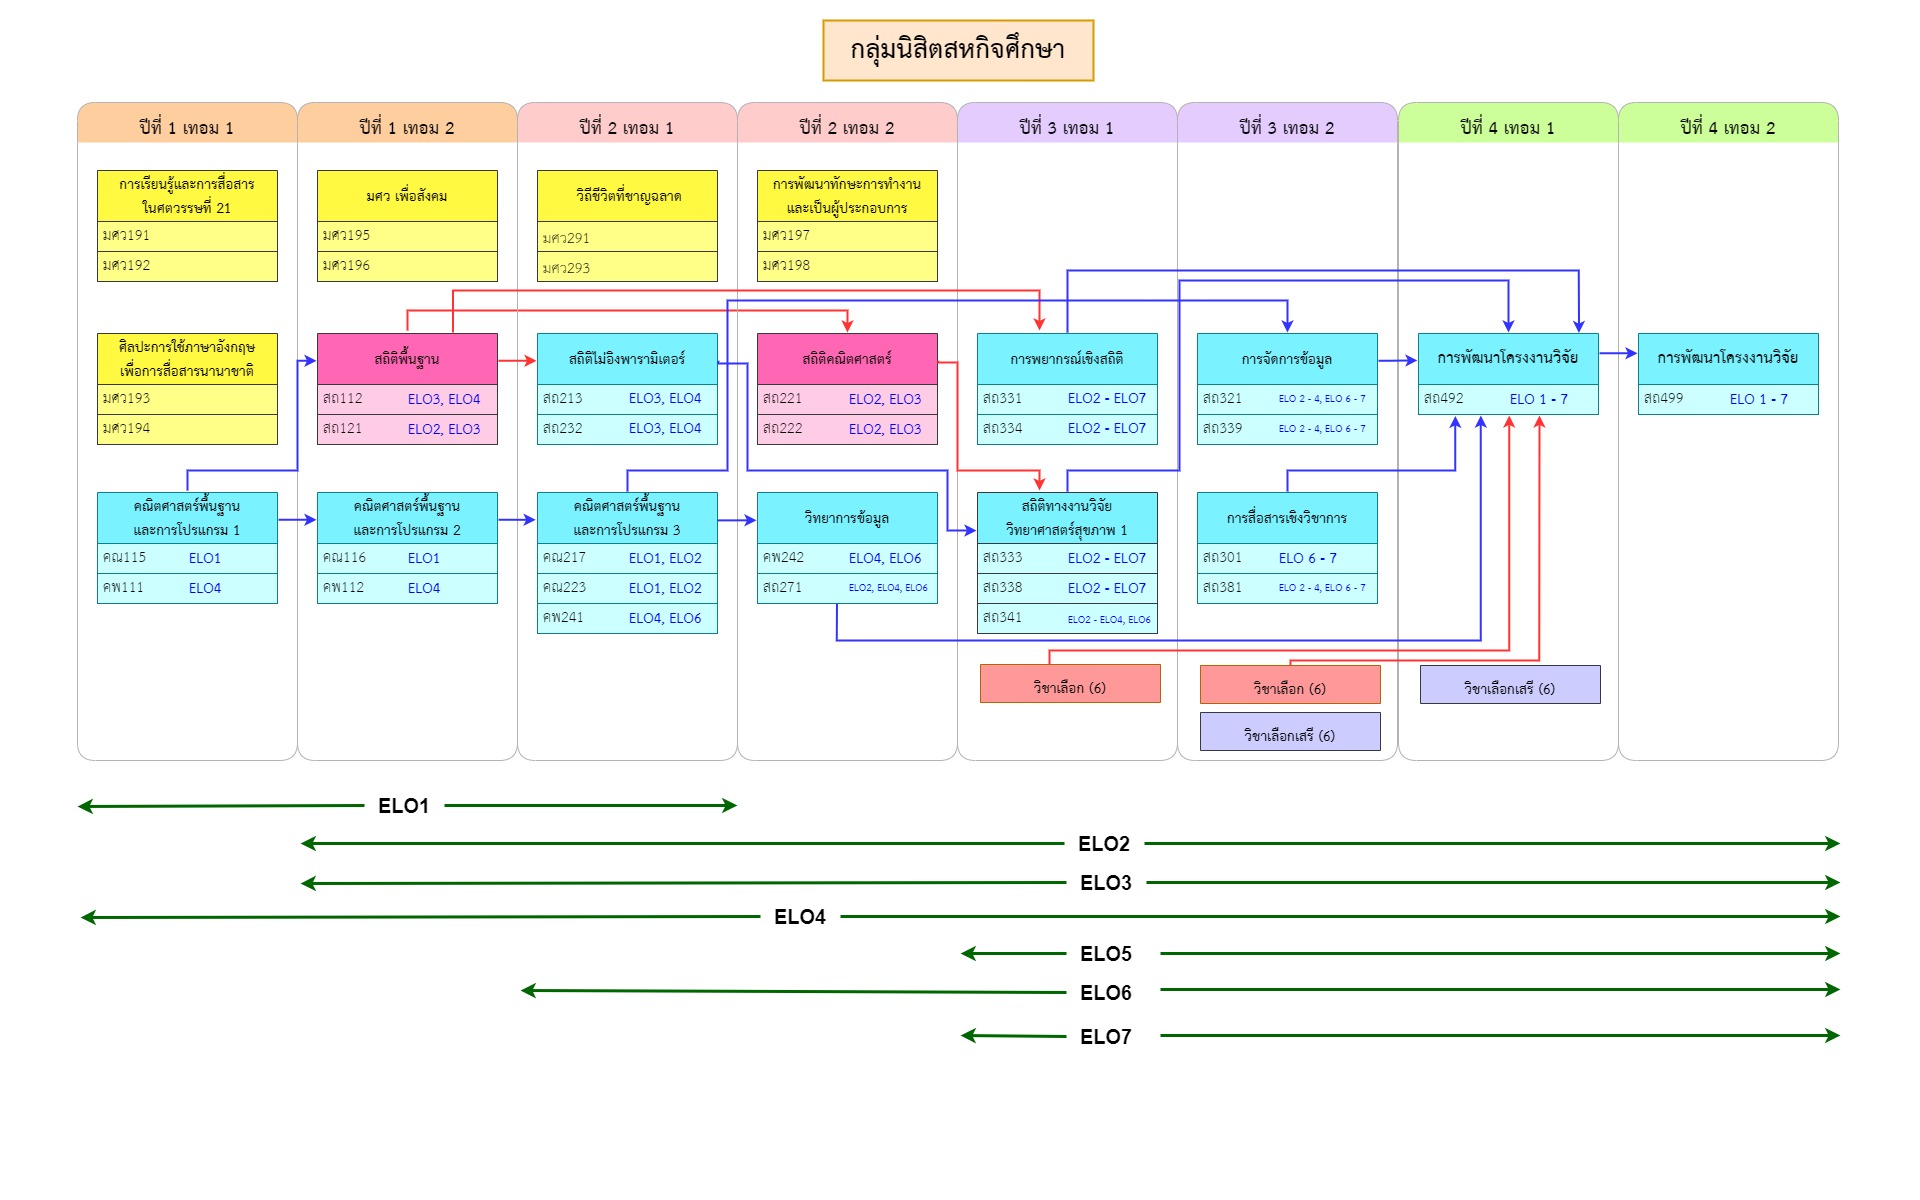 กลุ่มนิสิตสหกิจศึกษา
ปีที่ 1 เทอม 1
ปีที่ 1 เทอม 2
ปีที่ 2 เทอม 1
ปีที่ 2 เทอม 2
ปีที่ 3 เทอม 1
ปีที่ 3 เทอม 2
ปีที่ 4 เทอม 1
ปีที่ 4 เทอม 2
การเรียนรู้และการสื่อสาร
ในศตวรรษที่ 21
มศว191
มศว192
มศว เพื่อสังคม
มศว195
มศว196
วิถีชีวิตที่ชาญฉลาด
มศว291
มศว293
การพัฒนาทักษะการทำงาน
และเป็นผู้ประกอบการ
มศว197
มศว198
ศิลปะการใช้ภาษาอังกฤษ
เพื่อการสื่อสารนานาชาติ
มศว193
มศว194
สถิติพื้นฐาน
สถ112 ELO3, ELO4
สถ121 ELO2, ELO3
สถิติไม่อิงพารามิเตอร์
สถ213 ELO3, ELO4
สถ232 ELO3, ELO4
สถิติคณิตศาสตร์
สถ221 ELO2, ELO3
สถ222 ELO2, ELO3
การพยากรณ์เชิงสถิติ
สถ331 ELO2 - ELO7
สถ334 ELO2 - ELO7
การจัดการข้อมูล
สถ321 ELO 2 - 4, ELO 6 - 7
สถ339 ELO 2 - 4, ELO 6 - 7
การพัฒนาโครงงานวิจัย
สถ492 ELO 1 - 7
การพัฒนาโครงงานวิจัย
สถ499 ELO 1 - 7
คณิตศาสตร์พื้นฐาน
และการโปรแกรม 1
คณ115 ELO1
คพ111 ELO4
คณิตศาสตร์พื้นฐาน
และการโปรแกรม 2
คณ116 ELO1
คพ112 ELO4
คณิตศาสตร์พื้นฐาน
และการโปรแกรม 3
คณ217 ELO1, ELO2
คณ223 ELO1, ELO2
คพ241 ELO4, ELO6
วิทยาการข้อมูล
คพ242 ELO4, ELO6
สถ271 ELO2, ELO4, ELO6
สถิติทางงานวิจัย
วิทยาศาสตร์สุขภาพ 1
สถ333 ELO2 - ELO7
สถ338 ELO2 - ELO7
สถ341 ELO2 - ELO4, ELO6
การสื่อสารเชิงวิชาการ
สถ301 ELO 6 - 7
สถ381 ELO 2 - 4, ELO 6 - 7
วิชาเลือก (6)
วิชาเลือก (6)
วิชาเลือกเสรี (6)
วิชาเลือกเสรี (6)
ELO1
ELO2
ELO3
ELO4
ELO5
ELO6
ELO7